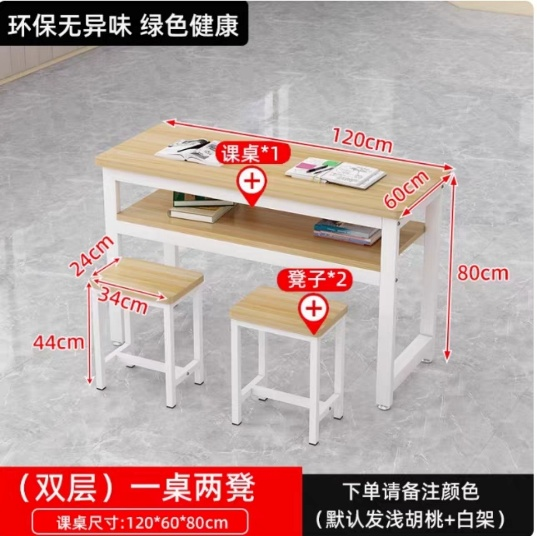 环保无异味 绿色健康
120cm
课桌*1
60cm
24cm
34cm
凳子*2
80cm
44cm
（双层）一桌两凳
课桌尺寸:120*60*80cm
下单请备注颜色
（默认发浅胡桃+白架）